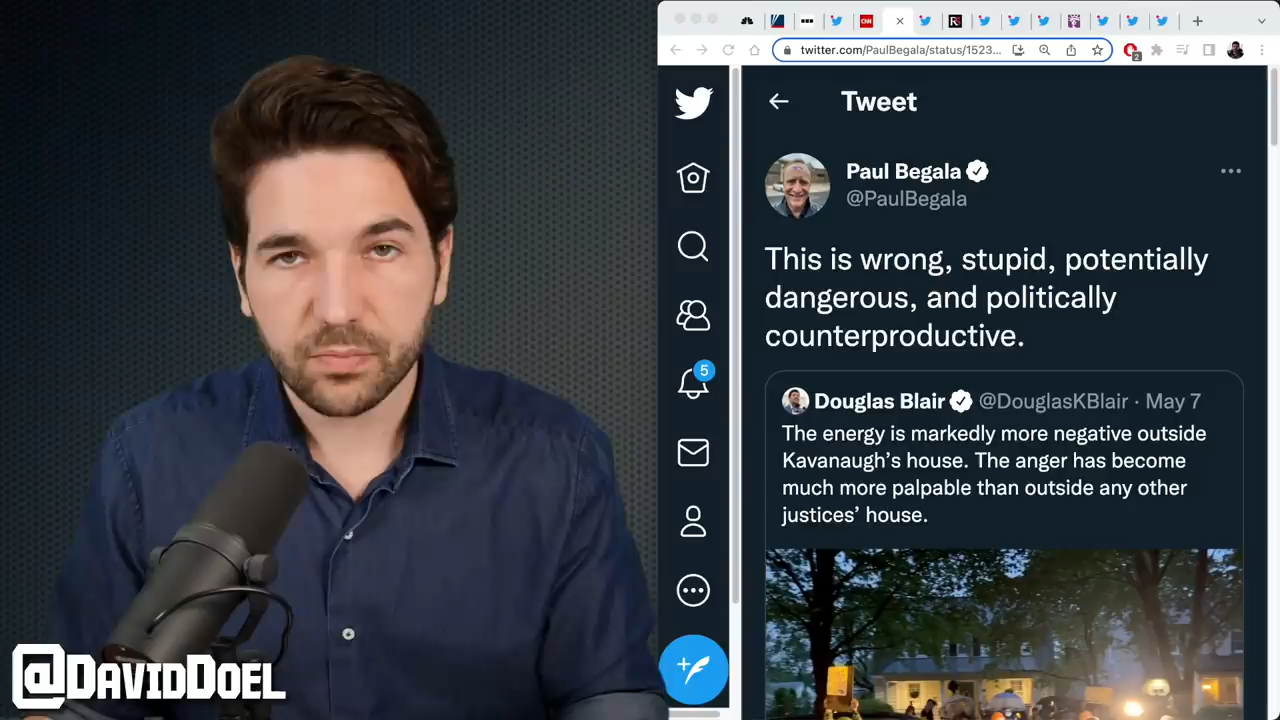 twitter.com/PaulBegala/status/1523...
2
CNN
Tweet
Paul Begala
@PaulBegala
This is wrong, stupid, potentially
dangerous, and politically
counterproductive.
5
Douglas Blair @DouglasKBlair · May 7
The energy is markedly more negative outside
Kavanaugh's house. The anger has become
much more palpable than outside any other
justices' house.
@DAVIDDOEL